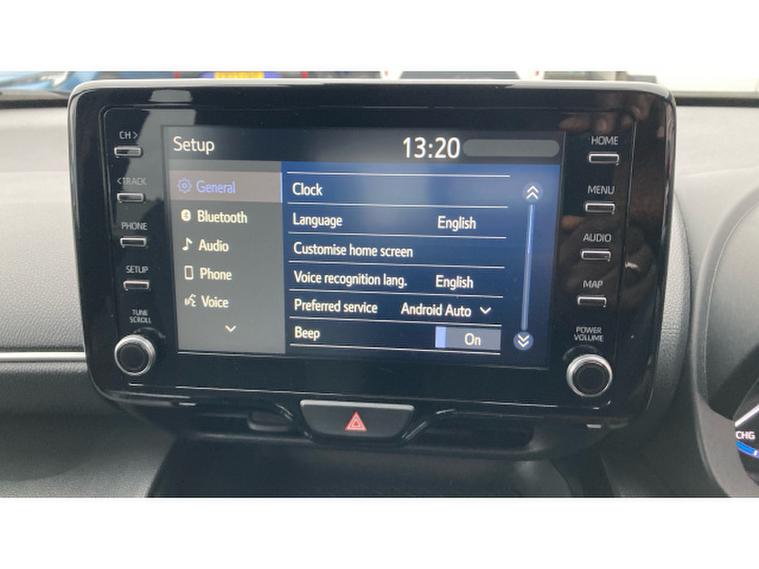 CH >
< TRACK
PHONE
SETUP
TUNE
SCROLL
Setup
13:20
General
Bluetooth
Audio
Phone
Voice
Clock
Language English
Customise home screen
Voice recognition lang. English
Preferred service Android Auto
Beep On
HOME
MENU
AUDIO
MAP
POWER
VOLUME
CHG